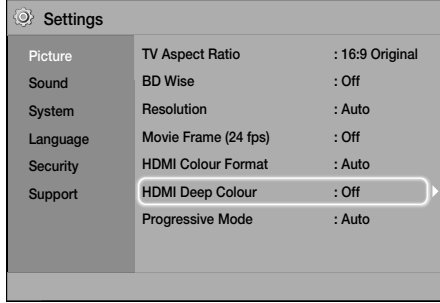 Settings
Picture
Sound
System
Language
Security
Support
TV Aspect Ratio : 16:9 Original
BD Wise : Off
Resolution : Auto
Movie Frame (24 fps) : Off
HDMI Colour Format : Auto
HDMI Deep Colour : Off
Progressive Mode : Auto